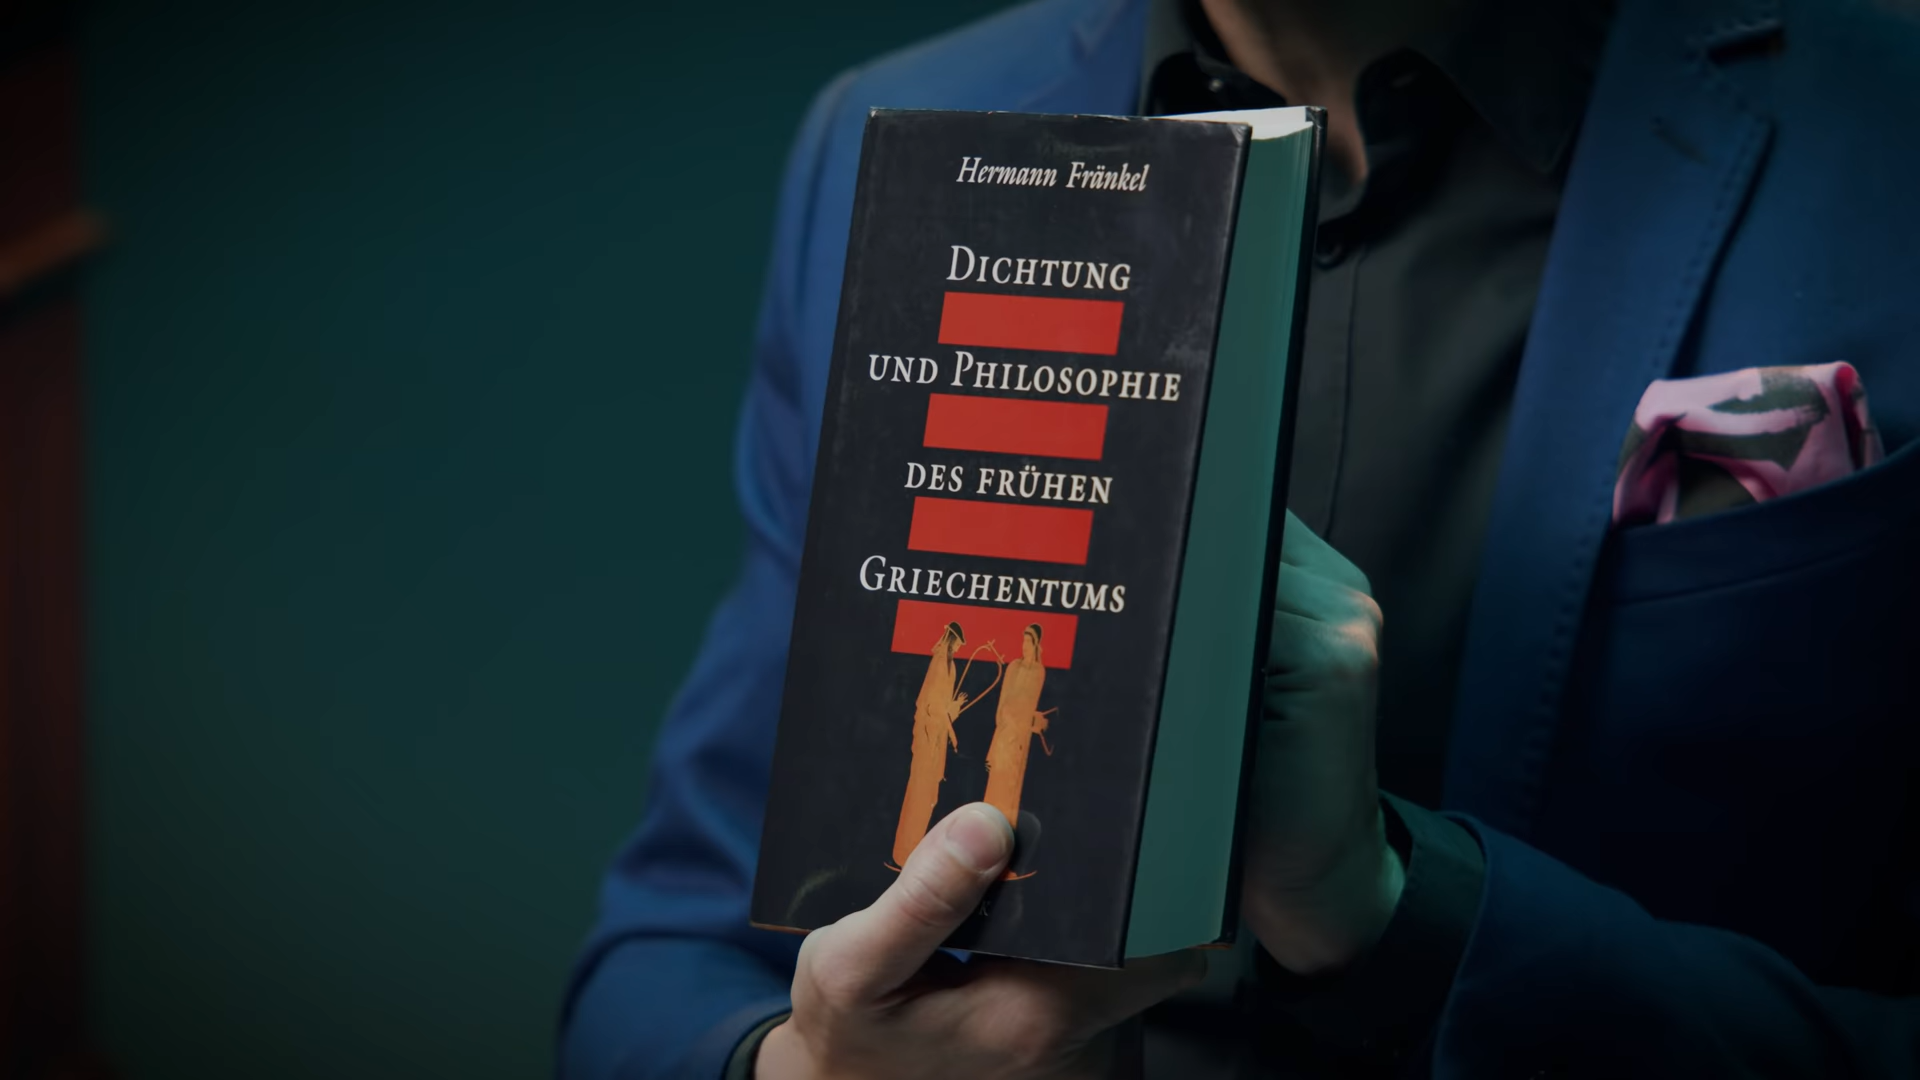 Hermann Fränkel
DICHTUNG
UND PHILOSOPHIE
DES FRÜHEN
GRIECHENTUMS